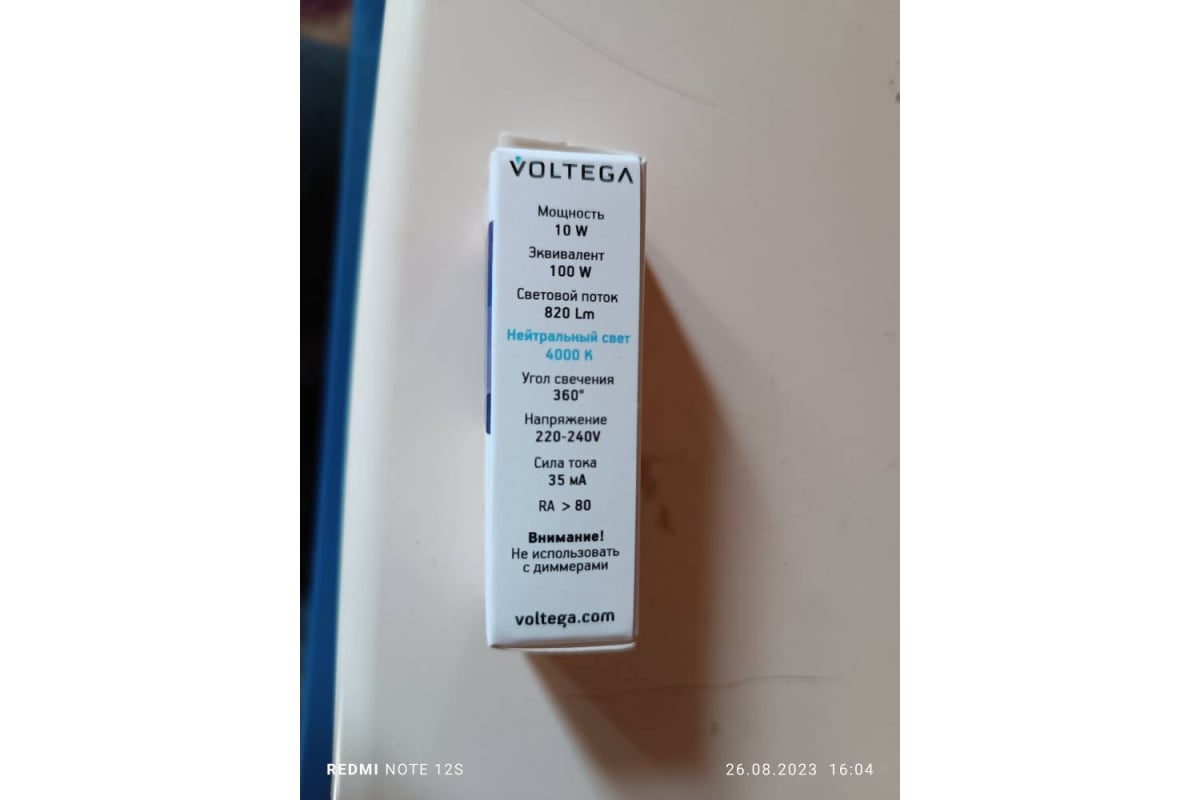 VOLTEGA
Мощность
10 W
Эквивалент
100 W
Световой поток
820 Lm
Нейтральный свет
4000 K
Угол свечения
360°
Напряжение
220-240V
Сила тока
35 мА
RA > 80
Внимание!
Не использовать
с диммерами
voltega.com
REDMI NOTE 12S
26.08.2023 16:04